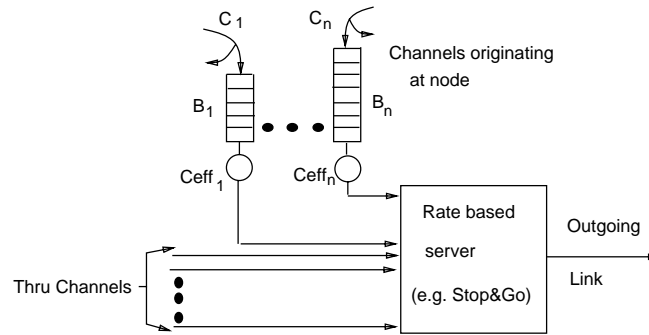 C 1
C n
Channels originating
at node
B 1
B n
Ceff 1
Ceff n
Rate based
server
(e.g. Stop&Go)
Outgoing
Link
Thru Channels